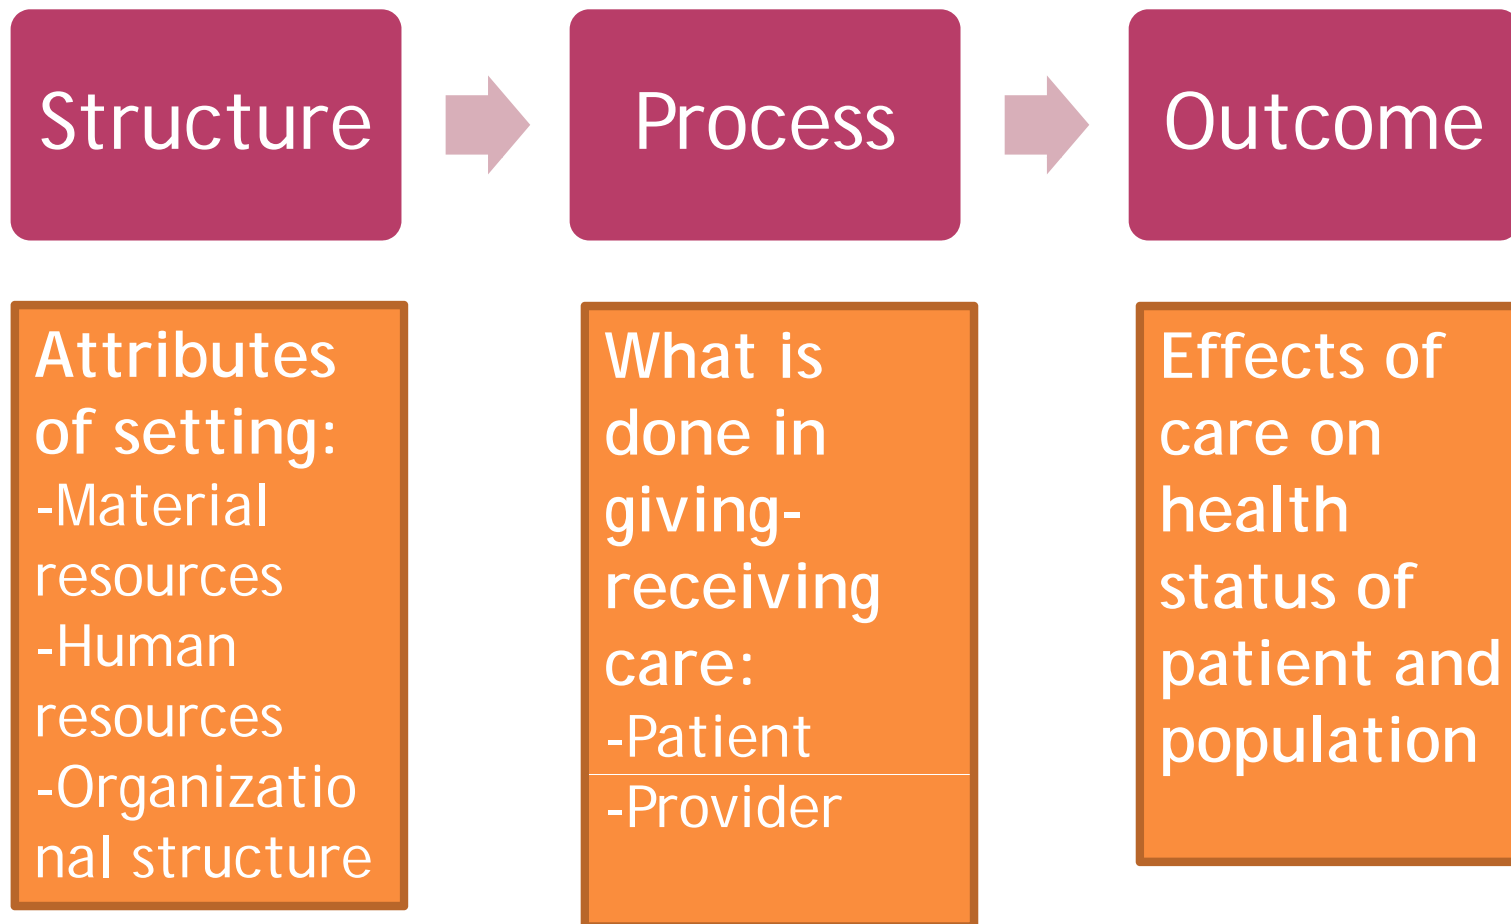 Structure
Process
Outcome
Attributes
of setting:
-Material
resources
-Human
resources
-Organizatio
nal structure
What is
done in
giving-
receiving
care:
-Patient
-Provider
Effects of
care on
health
status of
patient and
population